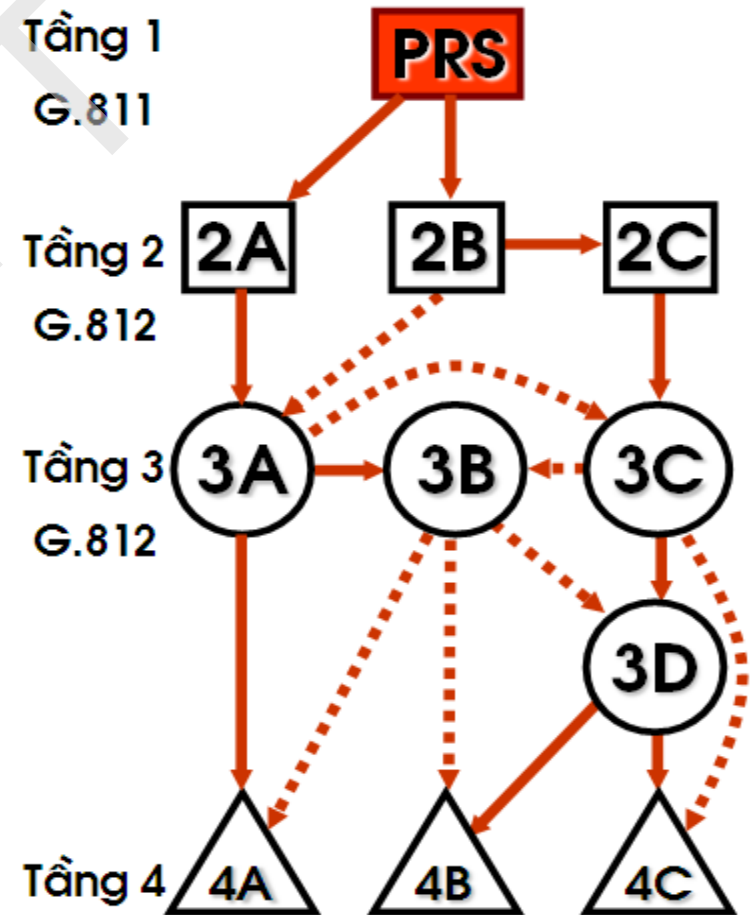 Tầng 1
PRS
G.811
Tầng 2
2A
2B
2C
G.812
Tầng 3
3A
3B
3C
G.812
3D
Tầng 4
4A
4B
4C